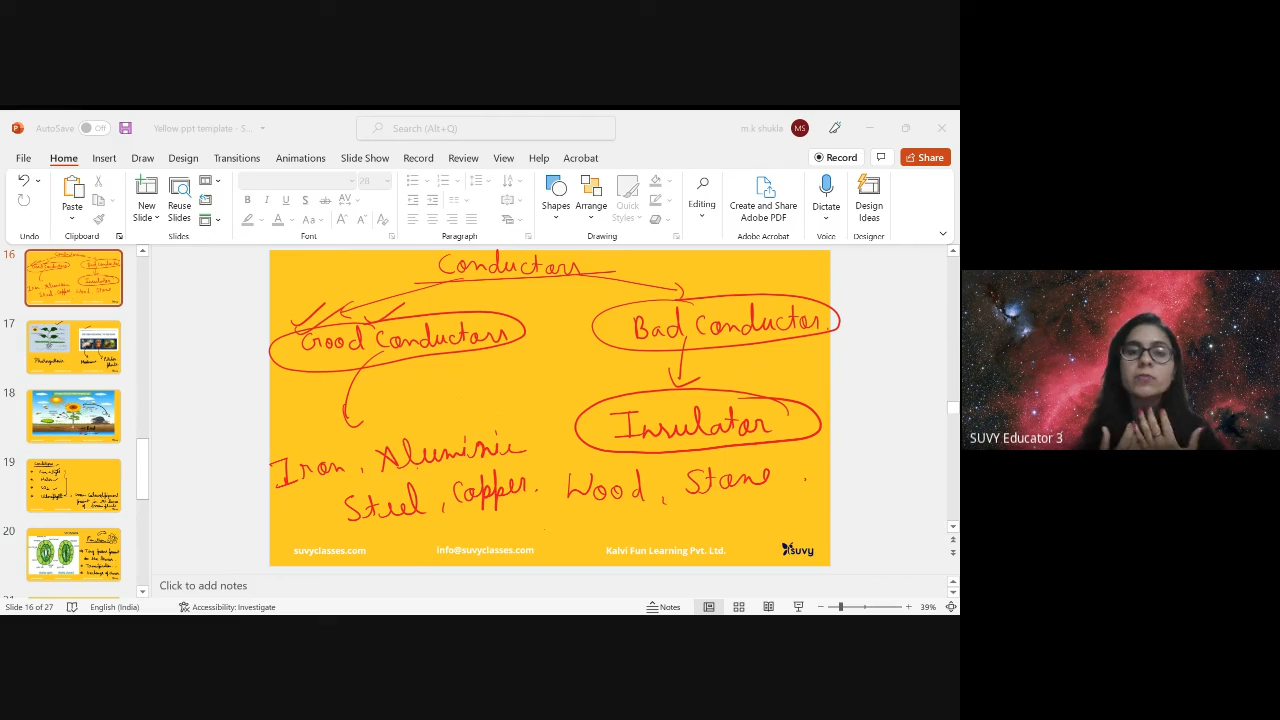 AutoSave Off Yellow ppt template - S... Search (Alt+Q) m.k shukla MS
File Home Insert Draw Design Transitions Animations Slide Show Record Review View Help Acrobat Record Share
28
Paste New Slide Reuse Slides B I U S ab AV Aa A A Shapes Arrange Quick Styles Editing Create and Share Adobe PDF Dictate Design Ideas
Undo Clipboard Slides Font Paragraph Drawing Adobe Acrobat Voice Designer
16
17
18
19
20
Conductors
Good Conductors
Bad Conductor
Insulator
Iron, Aluminic
Steel, Copper. Wood, Stone
suvyclasses.com info@suvyclasses.com Kalvi Fun Learning Pvt. Ltd. suvy
Click to add notes
Slide 16 of 27 English (India) Accessibility: Investigate Notes 39%
SUVY Educator 3